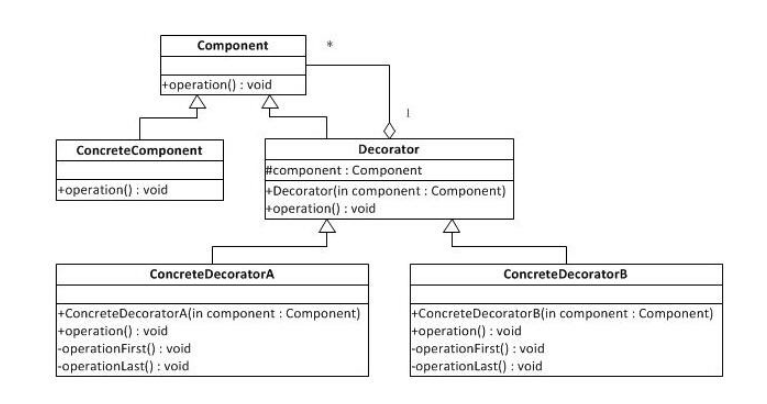 Component
*
+operation() : void
1
ConcreteComponent
+operation() : void
Decorator
#component : Component
+Decorator(in component : Component)
+operation() : void
ConcreteDecoratorA
+ConcreteDecoratorA(in component : Component)
+operation() : void
-operationFirst() : void
-operationLast() : void
ConcreteDecoratorB
+ConcreteDecoratorB(in component : Component)
+operation() : void
-operationFirst() : void
-operationLast() : void